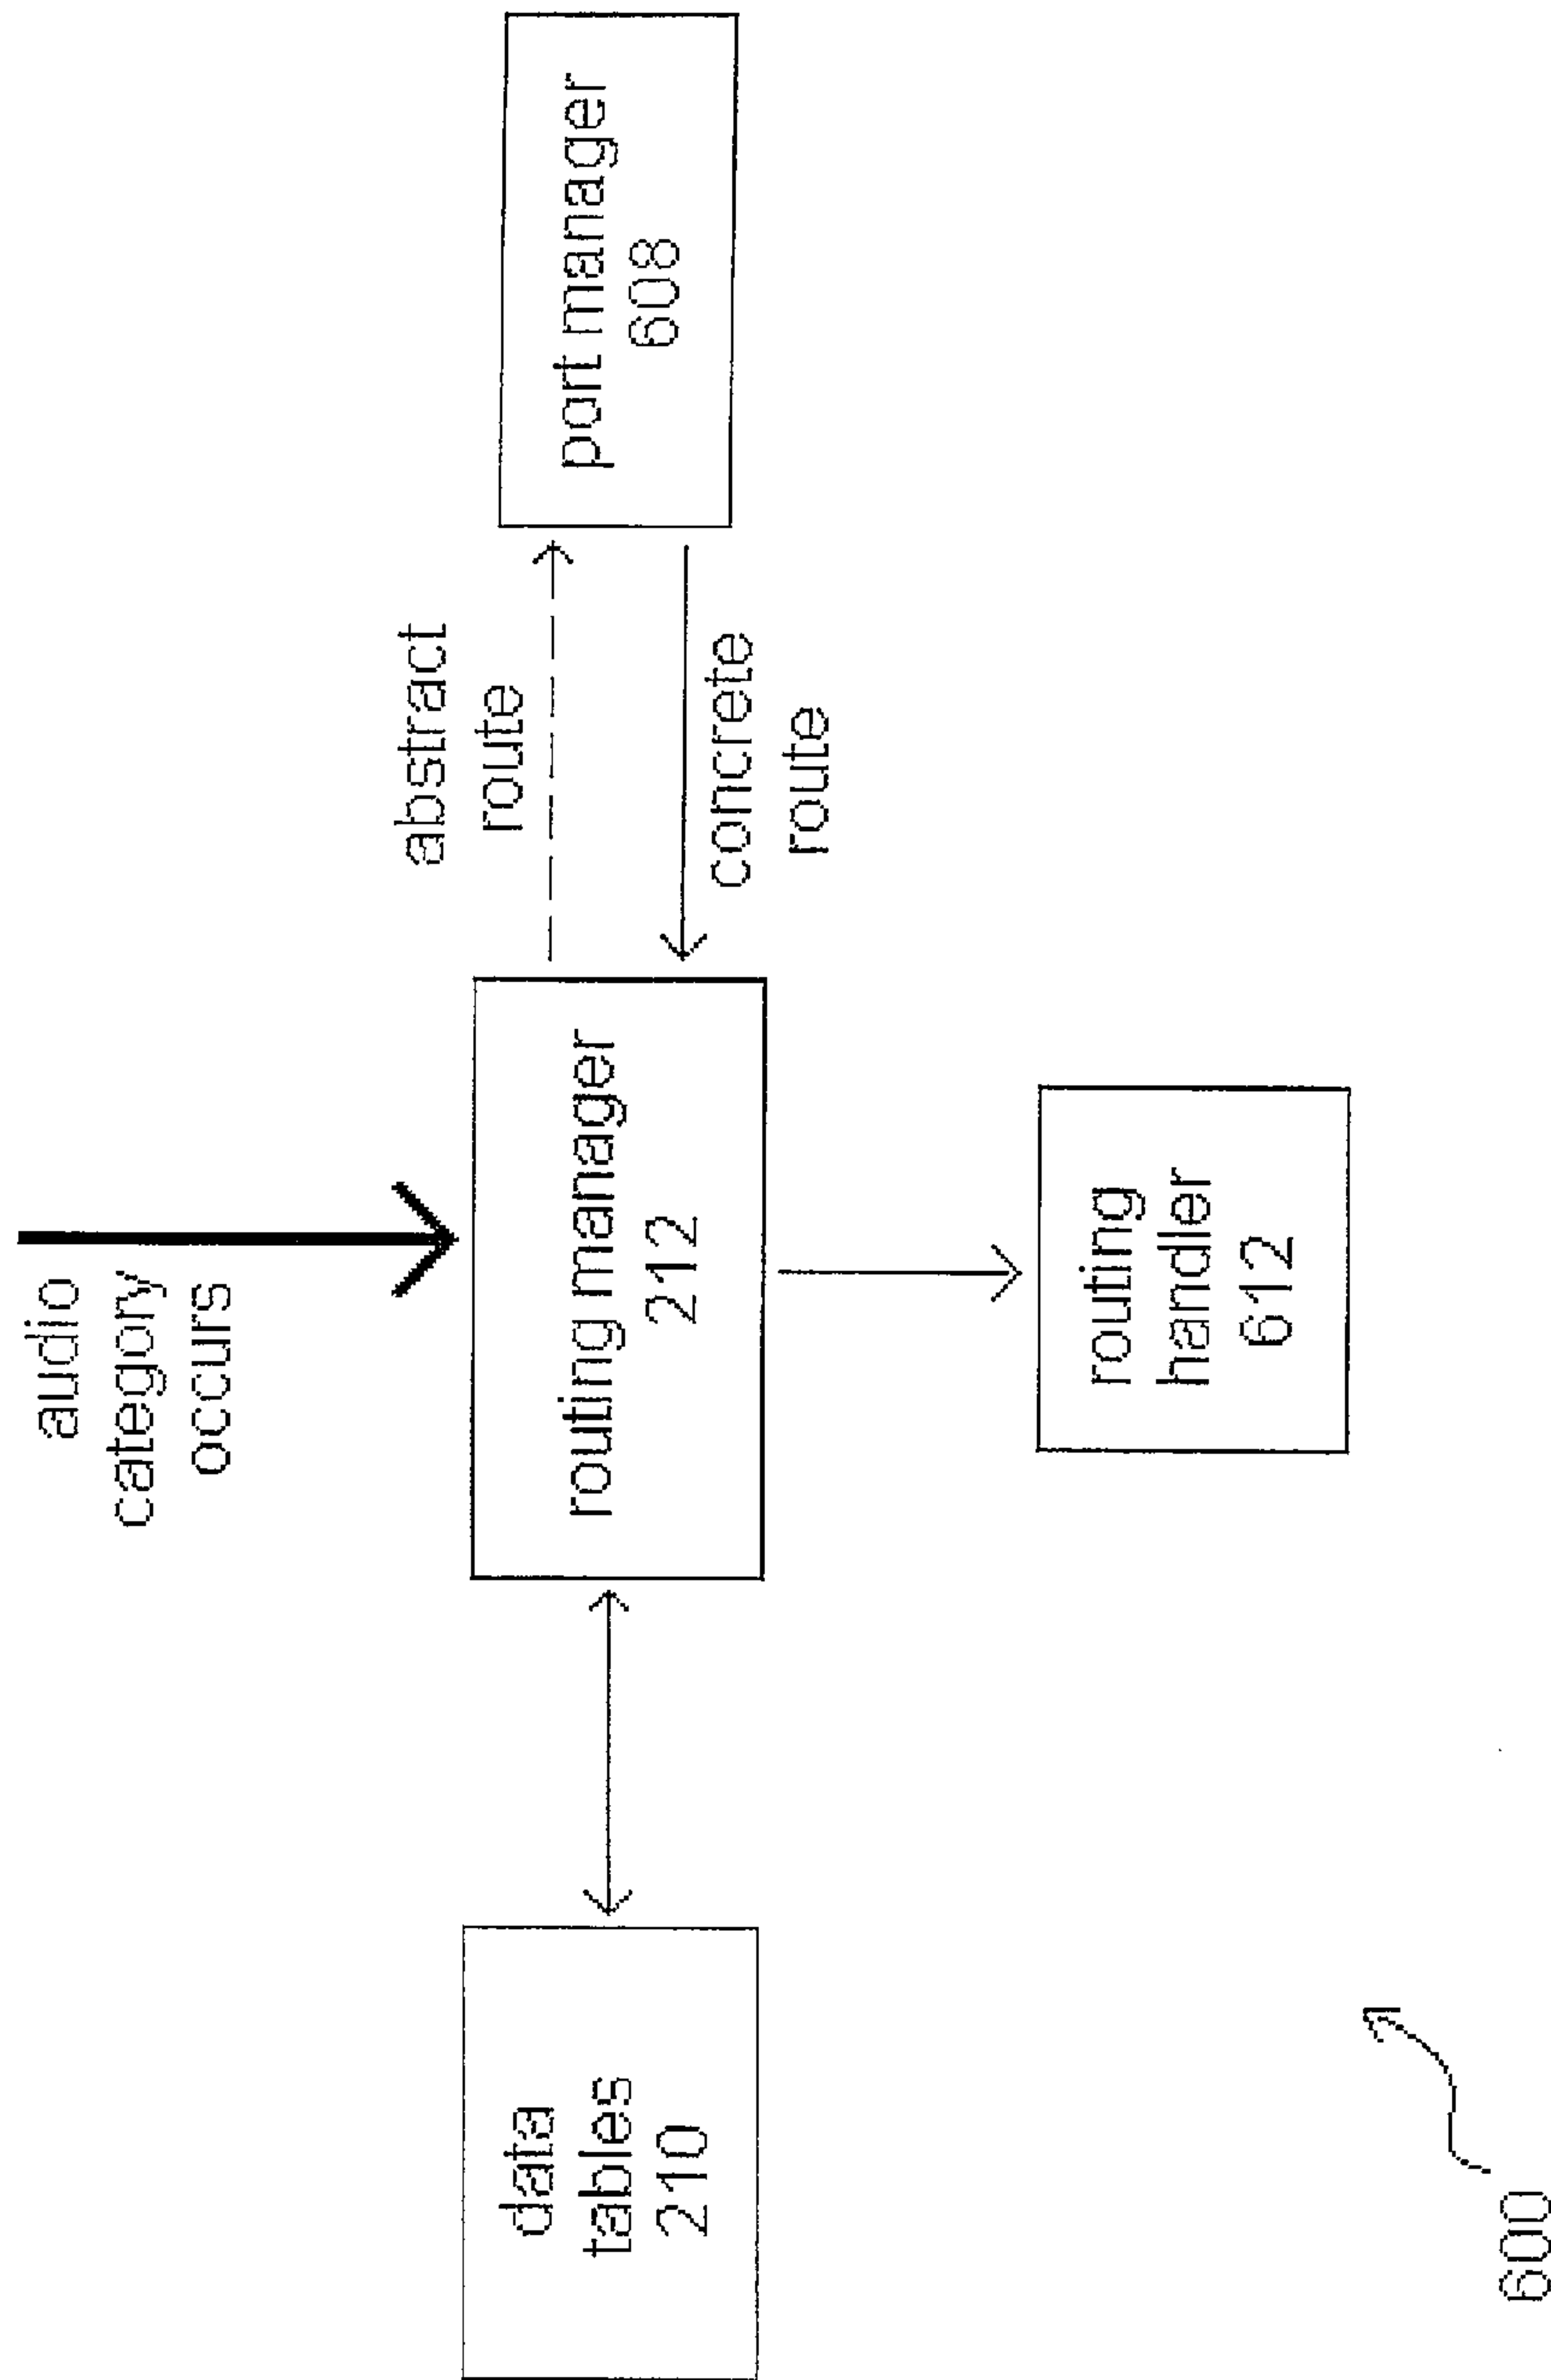 audio
category
occurs
data
tables
210
routing manager
212
abstract
route
concrete
route
port manager
608
routing
handler
612
600